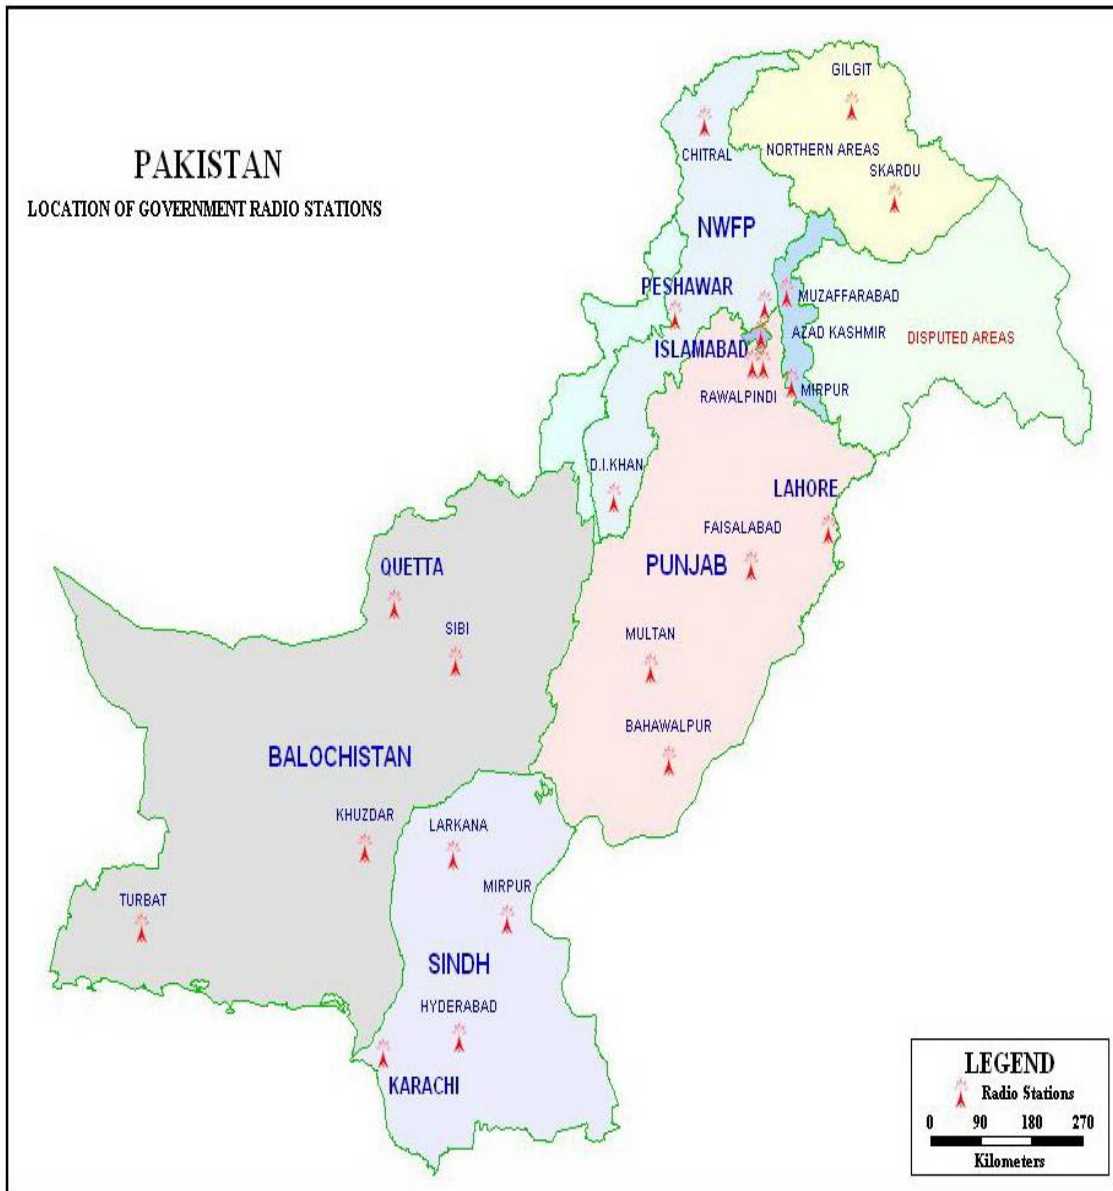 PAKISTAN
LOCATION OF GOVERNMENT RADIO STATIONS
GILGIT
CHITRAL
NORTHERN AREAS
SKARDU
NWFP
PESHAWAR
MUZAFFARABAD
AZAD KASHMIR
DISPUTED AREAS
ISLAMABAD
RAWALPINDI
MIRPUR
D.I.KHAN
LAHORE
FAISALABAD
PUNJAB
QUETTA
SIBI
MULTAN
BAHAWALPUR
BALOCHISTAN
KHUZDAR
LARKANA
MIRPUR
TURBAT
SINDH
HYDERABAD
KARACHI
LEGEND
Radio Stations
0 90 180 270
Kilometers